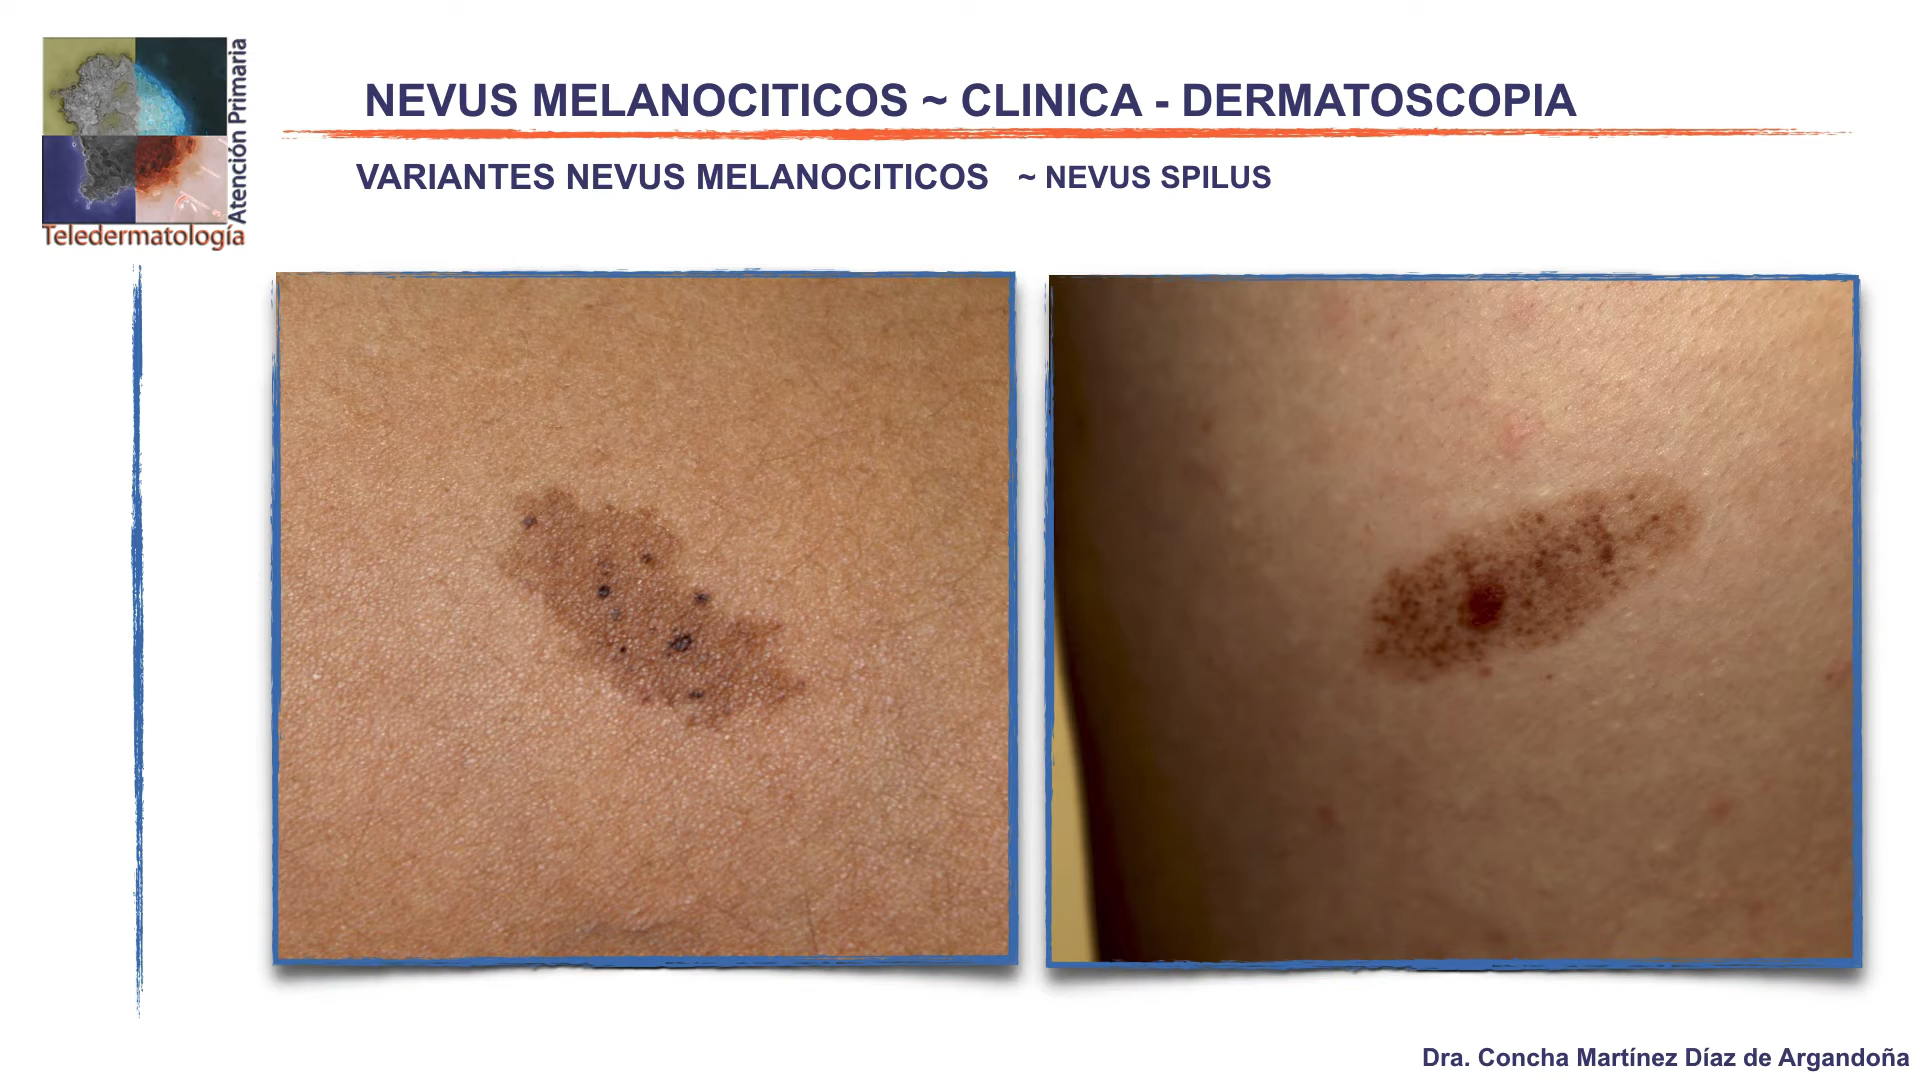 Atención Primaria
Teledermatología
NEVUS MELANOCITICOS ~ CLINICA - DERMATOSCOPIA
VARIANTES NEVUS MELANOCITICOS ~ NEVUS SPILUS
Dra. Concha Martínez Díaz de Argandoña